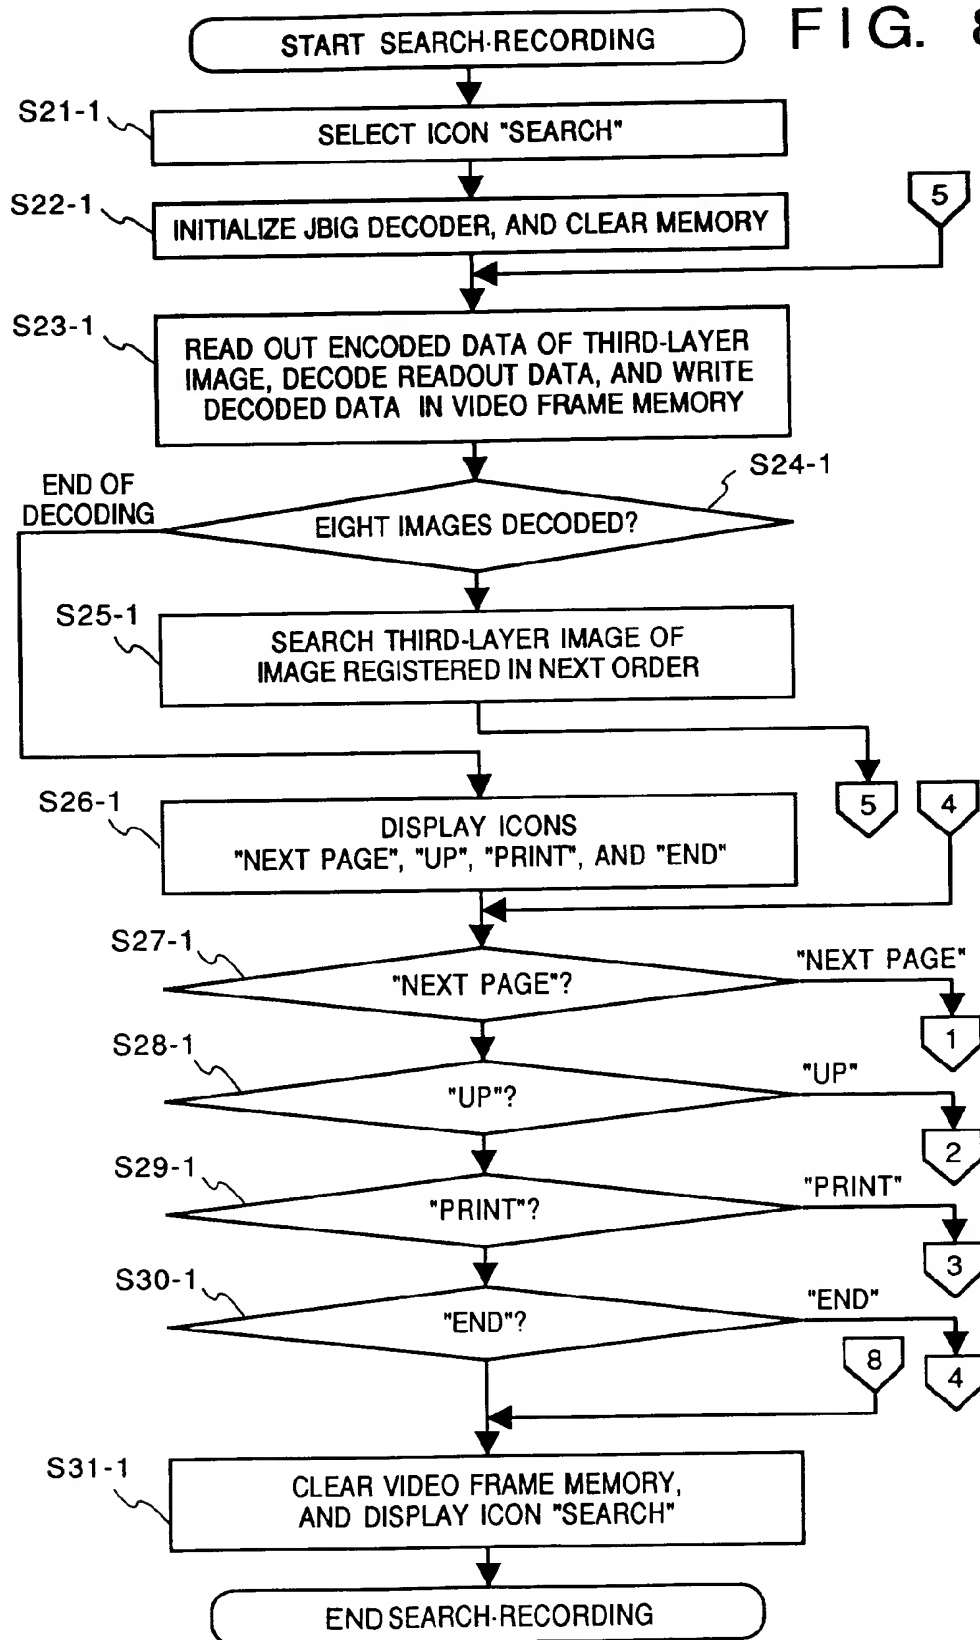 FIG. 8
START SEARCH·RECORDING
S21-1
SELECT ICON "SEARCH"
S22-1
INITIALIZE JBIG DECODER, AND CLEAR MEMORY
5
S23-1
READ OUT ENCODED DATA OF THIRD-LAYER
IMAGE, DECODE READOUT DATA, AND WRITE
DECODED DATA IN VIDEO FRAME MEMORY
S24-1
END OF
DECODING
EIGHT IMAGES DECODED?
S25-1
SEARCH THIRD-LAYER IMAGE OF
IMAGE REGISTERED IN NEXT ORDER
5
4
S26-1
DISPLAY ICONS
"NEXT PAGE", "UP", "PRINT", AND "END"
S27-1
"NEXT PAGE"?
"NEXT PAGE"
1
S28-1
"UP"?
"UP"
2
S29-1
"PRINT"?
"PRINT"
3
S30-1
"END"?
"END"
8
4
S31-1
CLEAR VIDEO FRAME MEMORY,
AND DISPLAY ICON "SEARCH"
END SEARCH·RECORDING